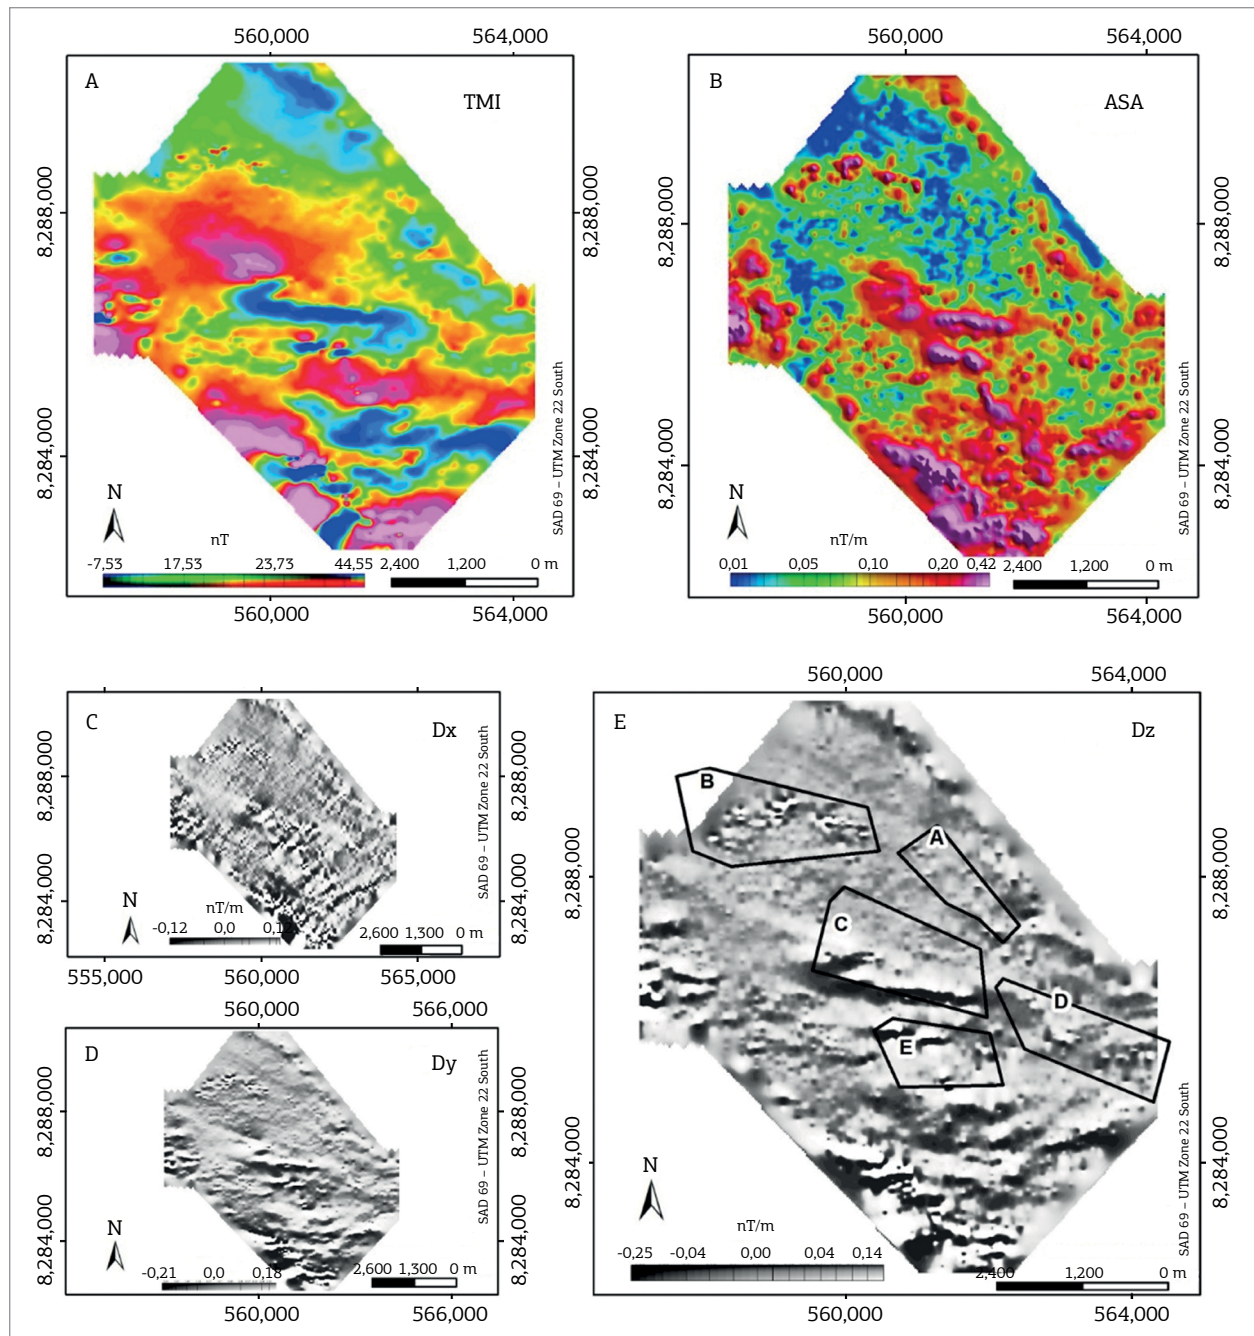 560,000 564,000
A
TMI
8,288,000
8,284,000
SAD 69 – UTM Zone 22 South
N
nT
-7,53 17,53 23,73 44,55
2,400 1,200 0 m
560,000 564,000
560,000 564,000
B
ASA
8,288,000 8,288,000
8,284,000 8,284,000
SAD 69 – UTM Zone 22 South
N
nT/m
0,01 0,05 0,10 0,20 0,42
2,400 1,200 0 m
560,000 564,000
C
Dx
8,288,000
8,284,000
8,288,000
8,284,000
SAD 69 – UTM Zone 22 South
N
nT/m
-0,12 0,0 0,12
2,600 1,300 0 m
555,000 560,000 565,000
560,000 566,000
D
Dy
8,288,000
8,284,000
8,288,000
8,284,000
SAD 69 – UTM Zone 22 South
N
-0,21 0,0 0,18
2,600 1,300 0 m
560,000 566,000
560,000 564,000
E
Dz
B
A
C
D
E
8,288,000
8,284,000
8,288,000
8,284,000
SAD 69 – UTM Zone 22 South
N
nT/m
-0,25 -0,04 0,00 0,04 0,14
2,400 1,200 0 m
560,000 564,000